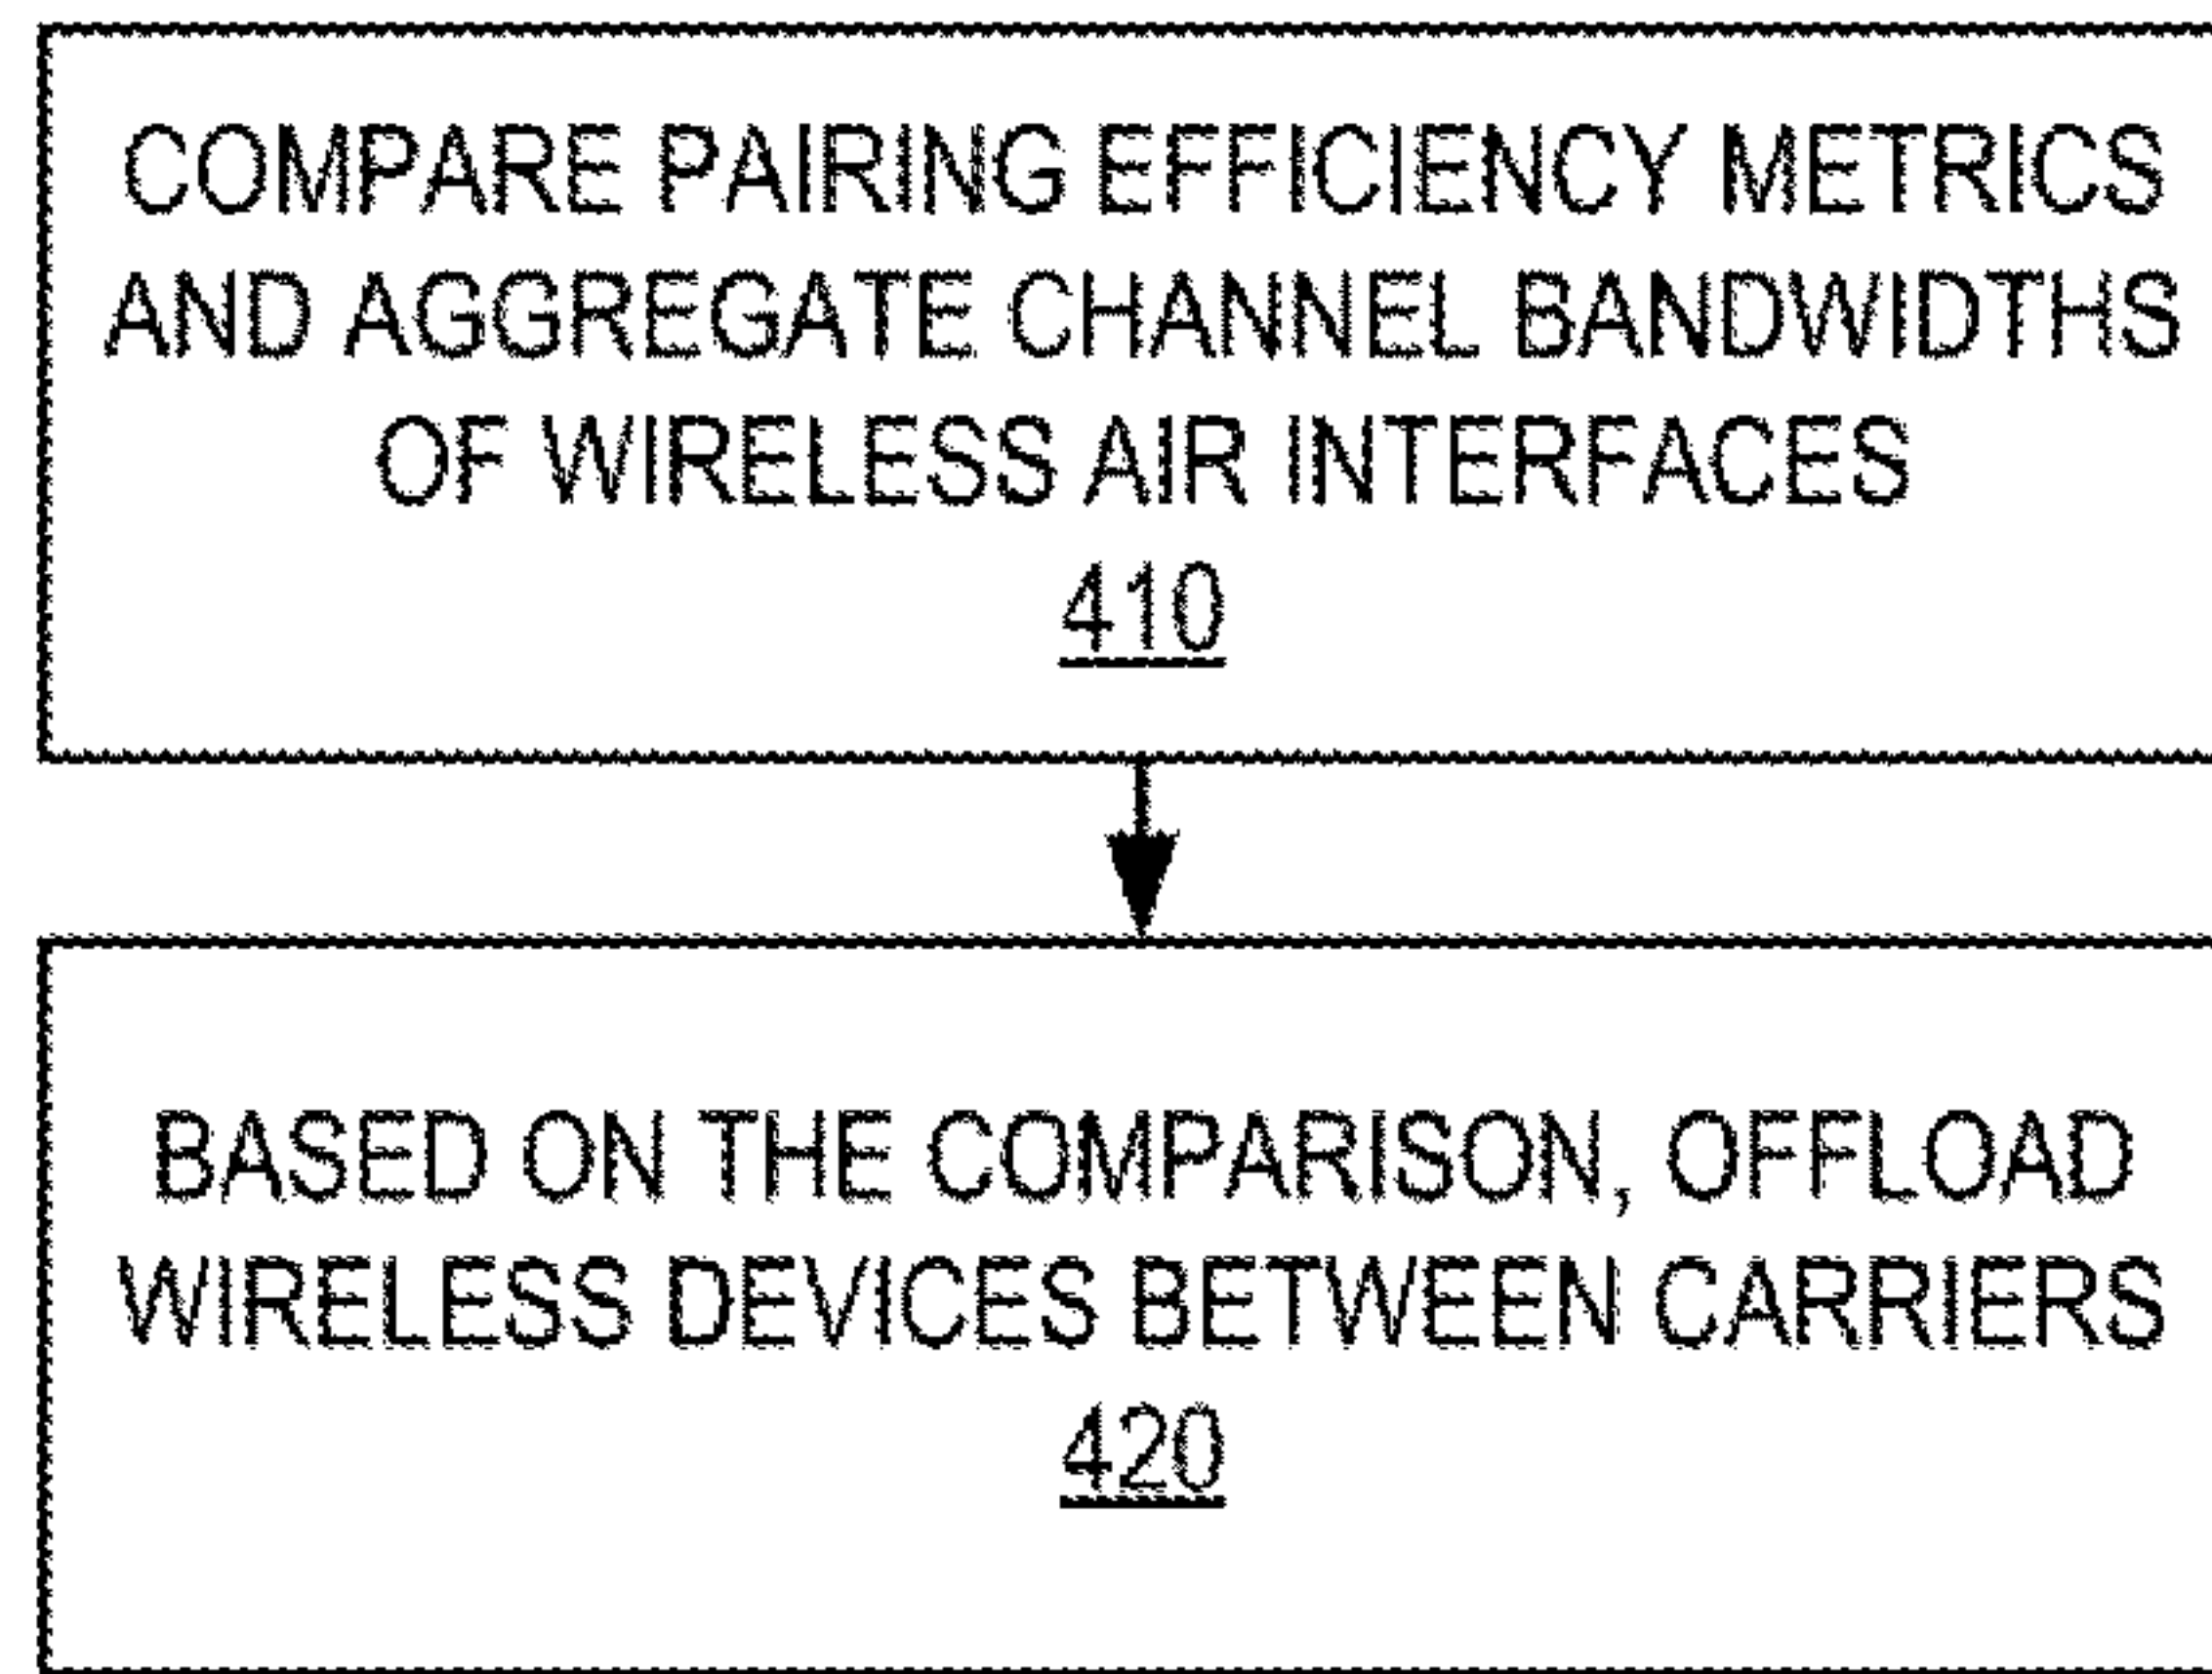 COMPARE PAIRING EFFICIENCY METRICS
AND AGGREGATE CHANNEL BANDWIDTHS
OF WIRELESS AIR INTERFACES
410
BASED ON THE COMPARISON, OFFLOAD
WIRELESS DEVICES BETWEEN CARRIERS
420